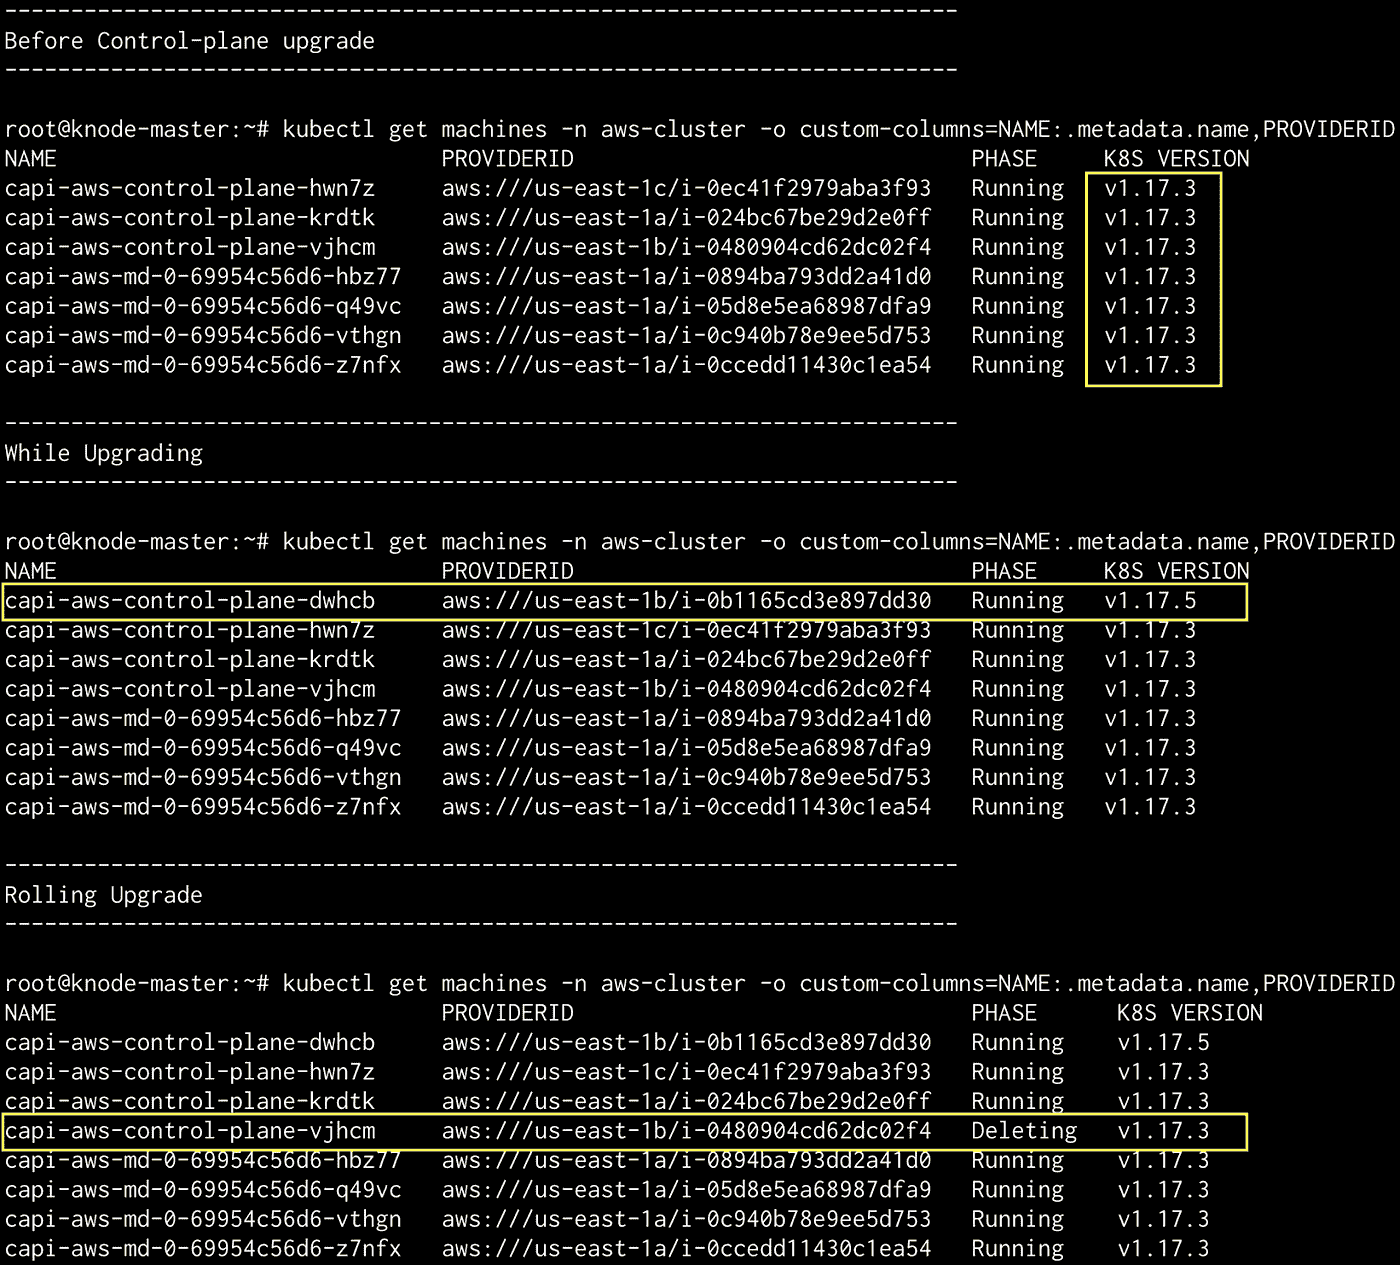 ------------------------------------------------------------------------
Before Control-plane upgrade
------------------------------------------------------------------------
root@knode-master:~# kubectl get machines -n aws-cluster -o custom-columns=NAME:.metadata.name,PROVIDERID
NAME PROVIDERID PHASE K8S VERSION
capi-aws-control-plane-hwn7z aws:///us-east-1c/i-0ec41f2979aba3f93 Running v1.17.3
capi-aws-control-plane-krdtk aws:///us-east-1a/i-024bc67be29d2e0ff Running v1.17.3
capi-aws-control-plane-vjhcm aws:///us-east-1b/i-0480904cd62dc02f4 Running v1.17.3
capi-aws-md-0-69954c56d6-hbz77 aws:///us-east-1a/i-0894ba793dd2a41d0 Running v1.17.3
capi-aws-md-0-69954c56d6-q49vc aws:///us-east-1a/i-05d8e5ea68987dfa9 Running v1.17.3
capi-aws-md-0-69954c56d6-vthgn aws:///us-east-1a/i-0c940b78e9ee5d753 Running v1.17.3
capi-aws-md-0-69954c56d6-z7nfx aws:///us-east-1a/i-0ccedd11430c1ea54 Running v1.17.3
------------------------------------------------------------------------
While Upgrading
------------------------------------------------------------------------
root@knode-master:~# kubectl get machines -n aws-cluster -o custom-columns=NAME:.metadata.name,PROVIDERID
NAME PROVIDERID PHASE K8S VERSION
capi-aws-control-plane-dwhcb aws:///us-east-1b/i-0b1165cd3e897dd30 Running v1.17.5
capi-aws-control-plane-hwn7z aws:///us-east-1c/i-0ec41f2979aba3f93 Running v1.17.3
capi-aws-control-plane-krdtk aws:///us-east-1a/i-024bc67be29d2e0ff Running v1.17.3
capi-aws-control-plane-vjhcm aws:///us-east-1b/i-0480904cd62dc02f4 Running v1.17.3
capi-aws-md-0-69954c56d6-hbz77 aws:///us-east-1a/i-0894ba793dd2a41d0 Running v1.17.3
capi-aws-md-0-69954c56d6-q49vc aws:///us-east-1a/i-05d8e5ea68987dfa9 Running v1.17.3
capi-aws-md-0-69954c56d6-vthgn aws:///us-east-1a/i-0c940b78e9ee5d753 Running v1.17.3
capi-aws-md-0-69954c56d6-z7nfx aws:///us-east-1a/i-0ccedd11430c1ea54 Running v1.17.3
------------------------------------------------------------------------
Rolling Upgrade
------------------------------------------------------------------------
root@knode-master:~# kubectl get machines -n aws-cluster -o custom-columns=NAME:.metadata.name,PROVIDERID
NAME PROVIDERID PHASE K8S VERSION
capi-aws-control-plane-dwhcb aws:///us-east-1b/i-0b1165cd3e897dd30 Running v1.17.5
capi-aws-control-plane-hwn7z aws:///us-east-1c/i-0ec41f2979aba3f93 Running v1.17.3
capi-aws-control-plane-krdtk aws:///us-east-1a/i-024bc67be29d2e0ff Running v1.17.3
capi-aws-control-plane-vjhcm aws:///us-east-1b/i-0480904cd62dc02f4 Deleting v1.17.3
capi-aws-md-0-69954c56d6-hbz77 aws:///us-east-1a/i-0894ba793dd2a41d0 Running v1.17.3
capi-aws-md-0-69954c56d6-q49vc aws:///us-east-1a/i-05d8e5ea68987dfa9 Running v1.17.3
capi-aws-md-0-69954c56d6-vthgn aws:///us-east-1a/i-0c940b78e9ee5d753 Running v1.17.3
capi-aws-md-0-69954c56d6-z7nfx aws:///us-east-1a/i-0ccedd11430c1ea54 Running v1.17.3